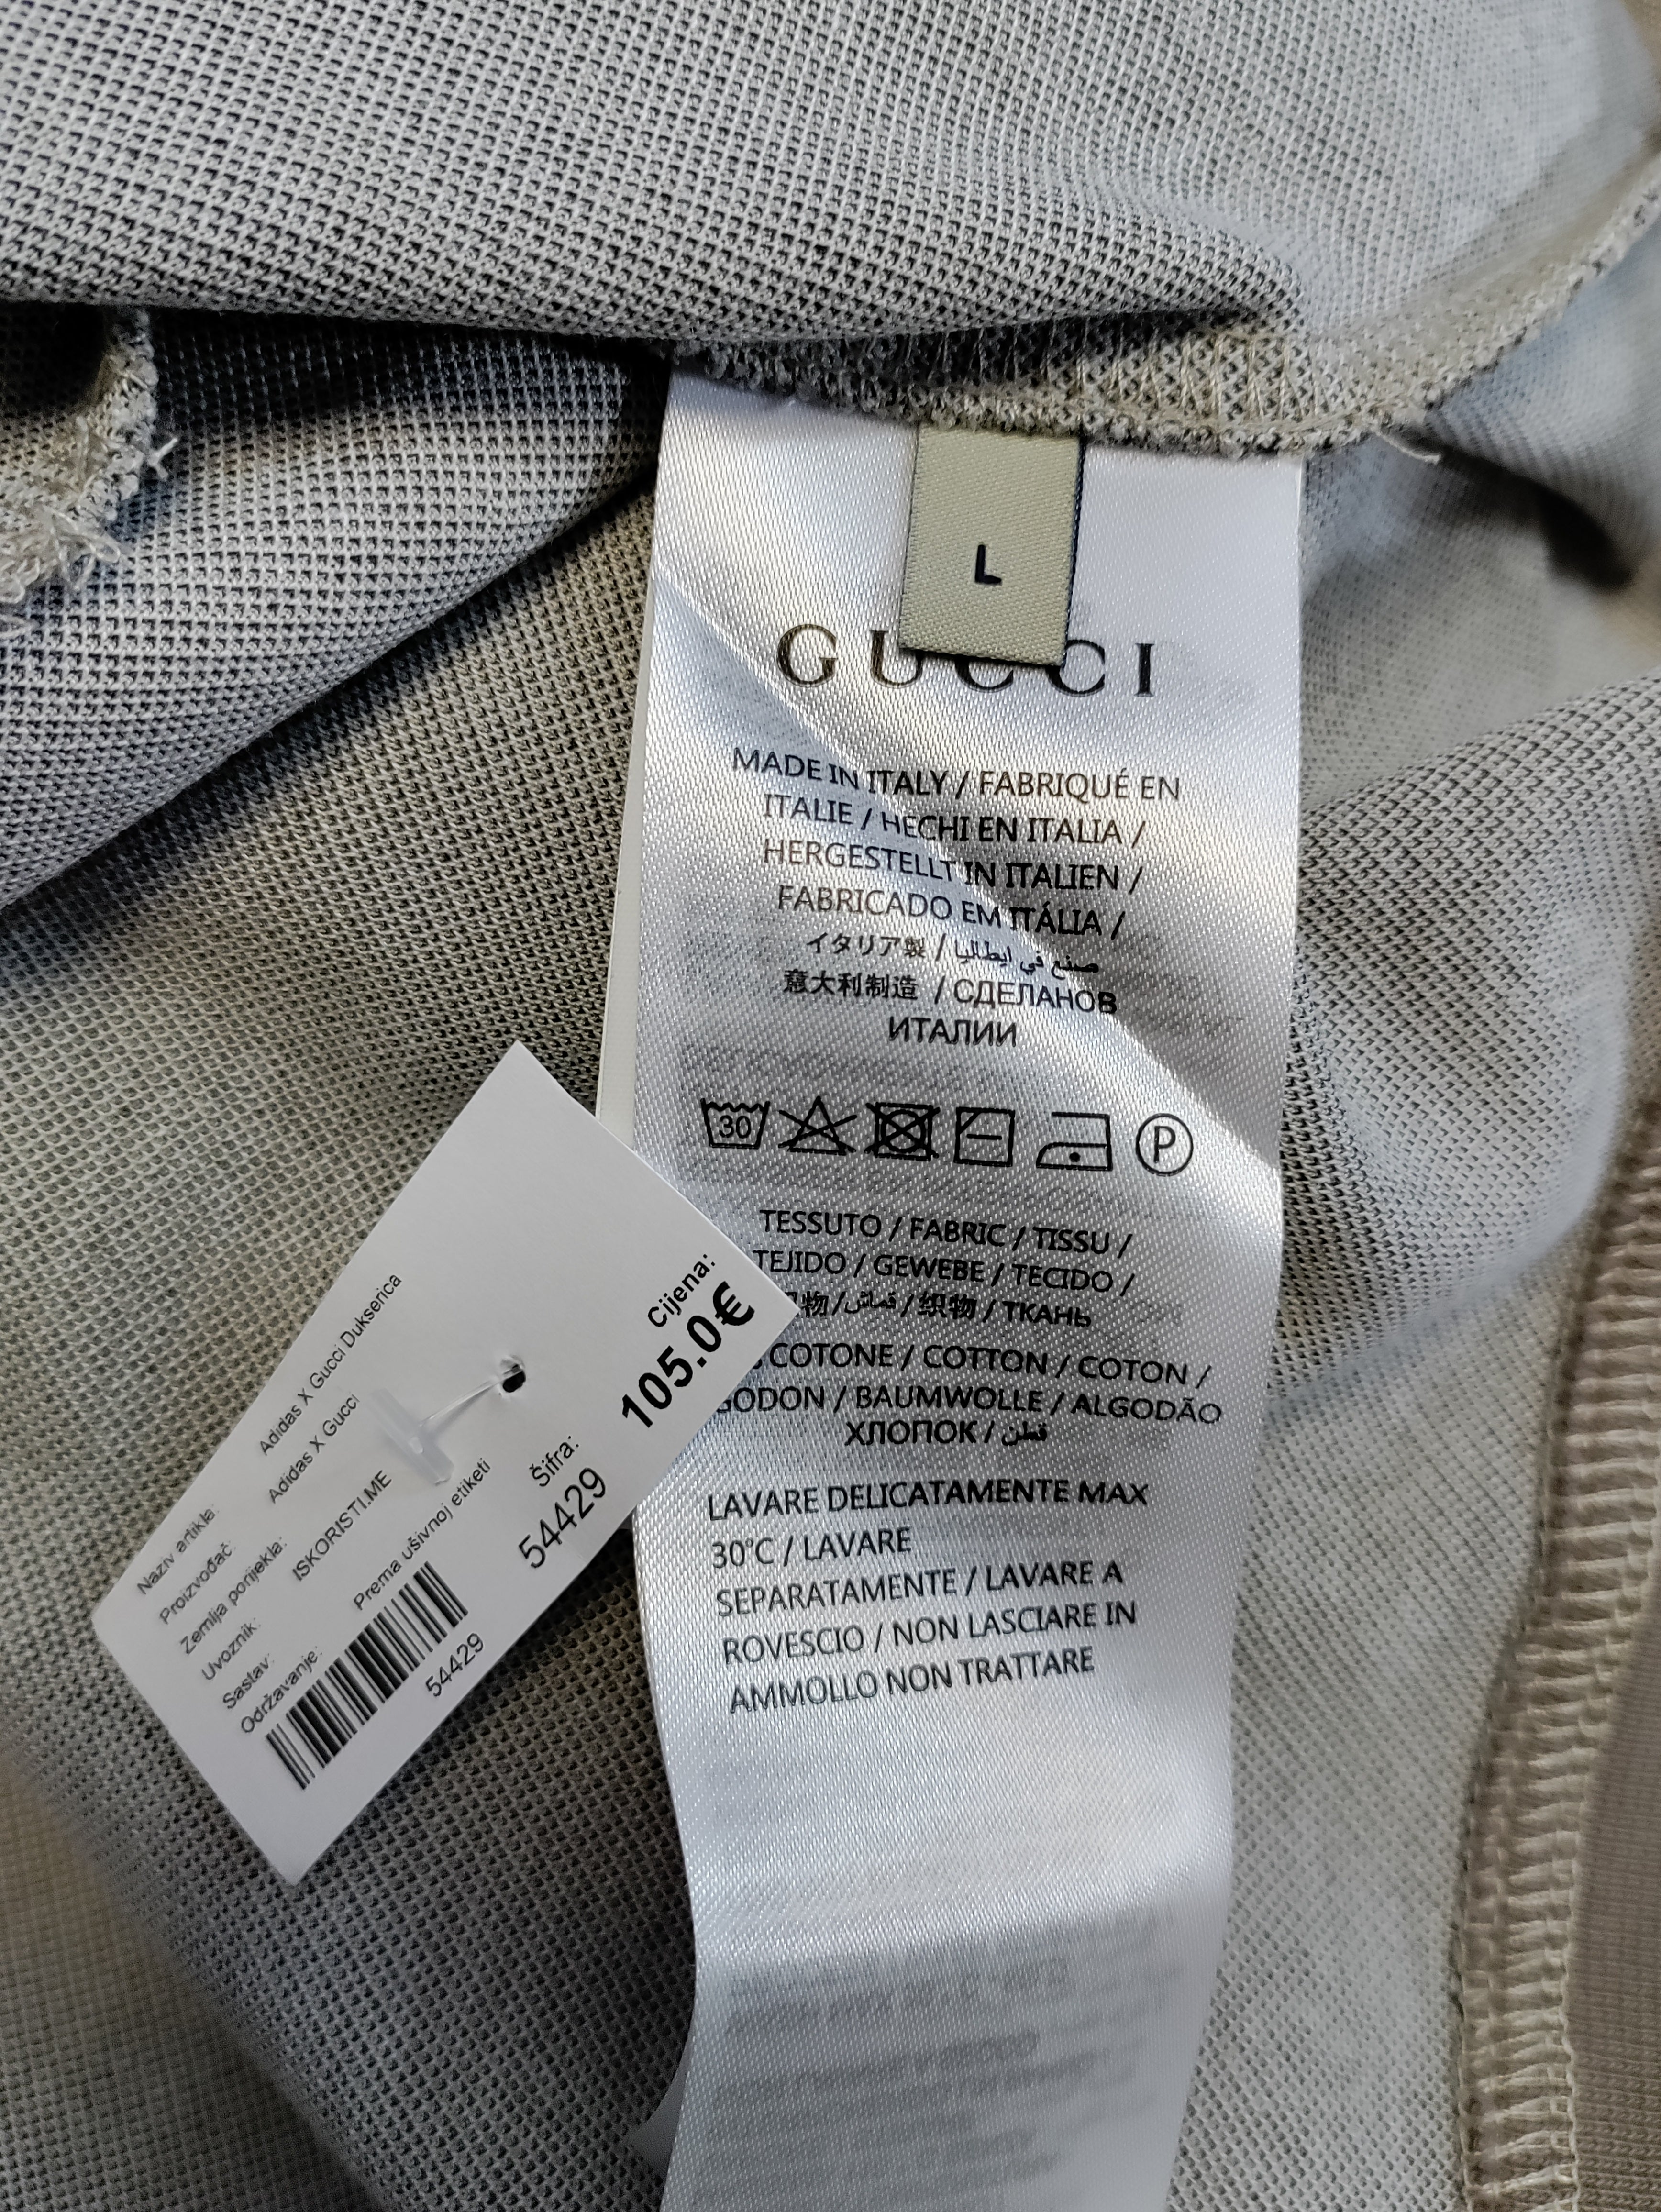 L
GUCCI
MADE IN ITALY / FABRIQUÉ EN
ITALIE / HECHI EN ITALIA /
HERGESTELLT IN ITALIEN /
FABRICADO EM ITÁLIA /
イタリア製 / صنع في ايطاليا
意大利制造 / СДЕЛАНОВ
ИТАЛИИ
30
P
TESSUTO / FABRIC / TISSU /
TEJIDO / GEWEBE / TECIDO /
物/قماش/织物/ТКАНЬ
COTONE / COTTON / COTON /
GODON / BAUMWOLLE / ALGODÃO
ХЛОПОК / قطن
LAVARE DELICATAMENTE MAX
30°C / LAVARE
SEPARATAMENTE / LAVARE A
ROVESCIO / NON LASCIARE IN
AMMOLLO NON TRATTARE
Naziv artikla: Adidas X Gucci Dukserica
Proizvođač: Adidas X Gucci
Zemlja porijekla:
Uvoznik: ISKORISTI.ME
Sastav:
Održavanje: Prema ušivnoj etiketi
54429
Šifra:
54429
Cijena:
105.0€